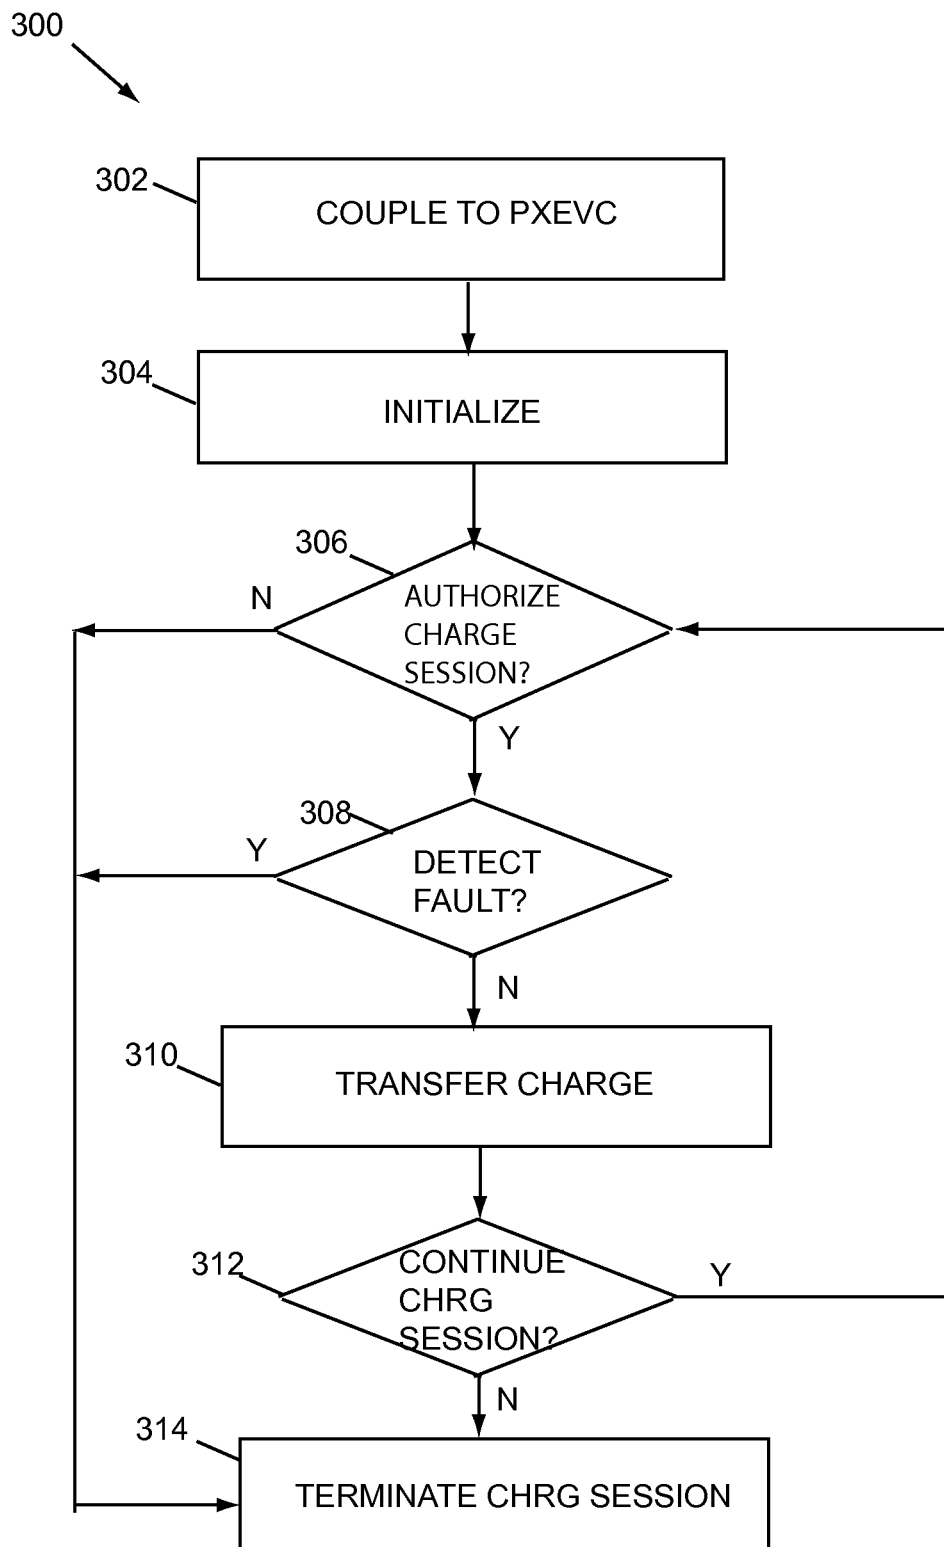 300
302
COUPLE TO PXEVC
304
INITIALIZE
306
N
AUTHORIZE
CHARGE
SESSION?
Y
308
Y
DETECT
FAULT?
N
310
TRANSFER CHARGE
312
CONTINUE
CHRG
SESSION?
Y
N
314
TERMINATE CHRG SESSION